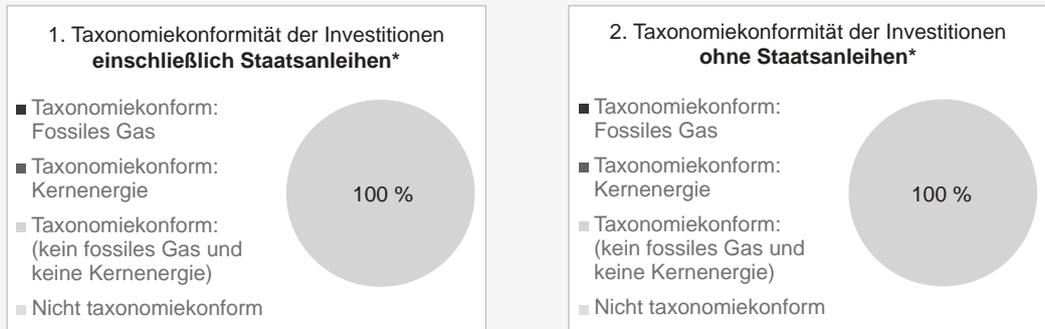 1. Taxonomiekonformität der Investitionen
einschließlich Staatsanleihen*
Taxonomiekonform:
Fossiles Gas
Taxonomiekonform:
Kernenergie
Taxonomiekonform:
(kein fossiles Gas und
keine Kernenergie)
Nicht taxonomiekonform
100 %
2. Taxonomiekonformität der Investitionen
ohne Staatsanleihen*
Taxonomiekonform:
Fossiles Gas
Taxonomiekonform:
Kernenergie
Taxonomiekonform:
(kein fossiles Gas und
keine Kernenergie)
Nicht taxonomiekonform
100 %